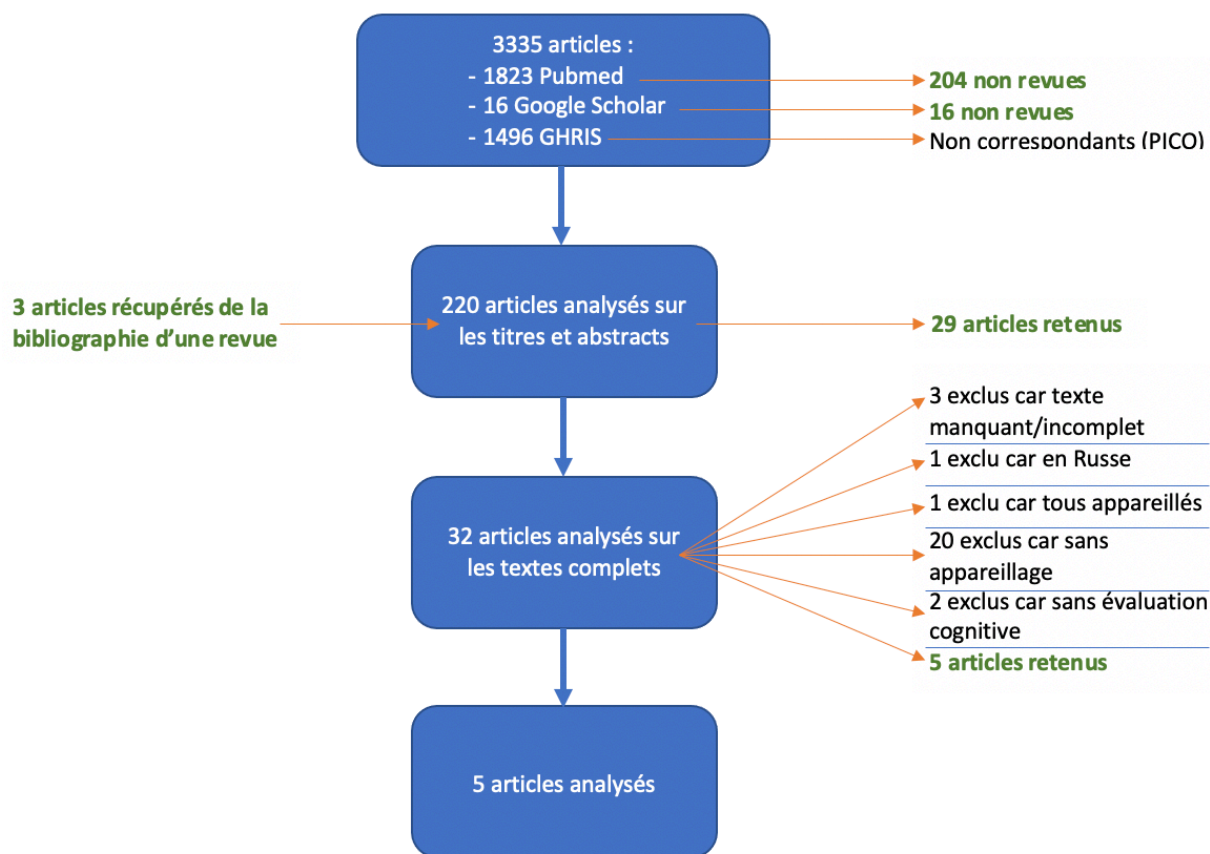 3335 articles :
- 1823 Pubmed
- 16 Google Scholar
- 1496 GHRIS
204 non revues
16 non revues
Non correspondants (PICO)
3 articles récupérés de la
bibliographie d’une revue
220 articles analysés sur
les titres et abstracts
29 articles retenus
32 articles analysés sur
les textes complets
3 exclus car texte
manquant/incomplet
1 exclu car en Russe
1 exclu car tous appareillés
20 exclus car sans
appareillage
2 exclus car sans évaluation
cognitive
5 articles retenus
5 articles analysés